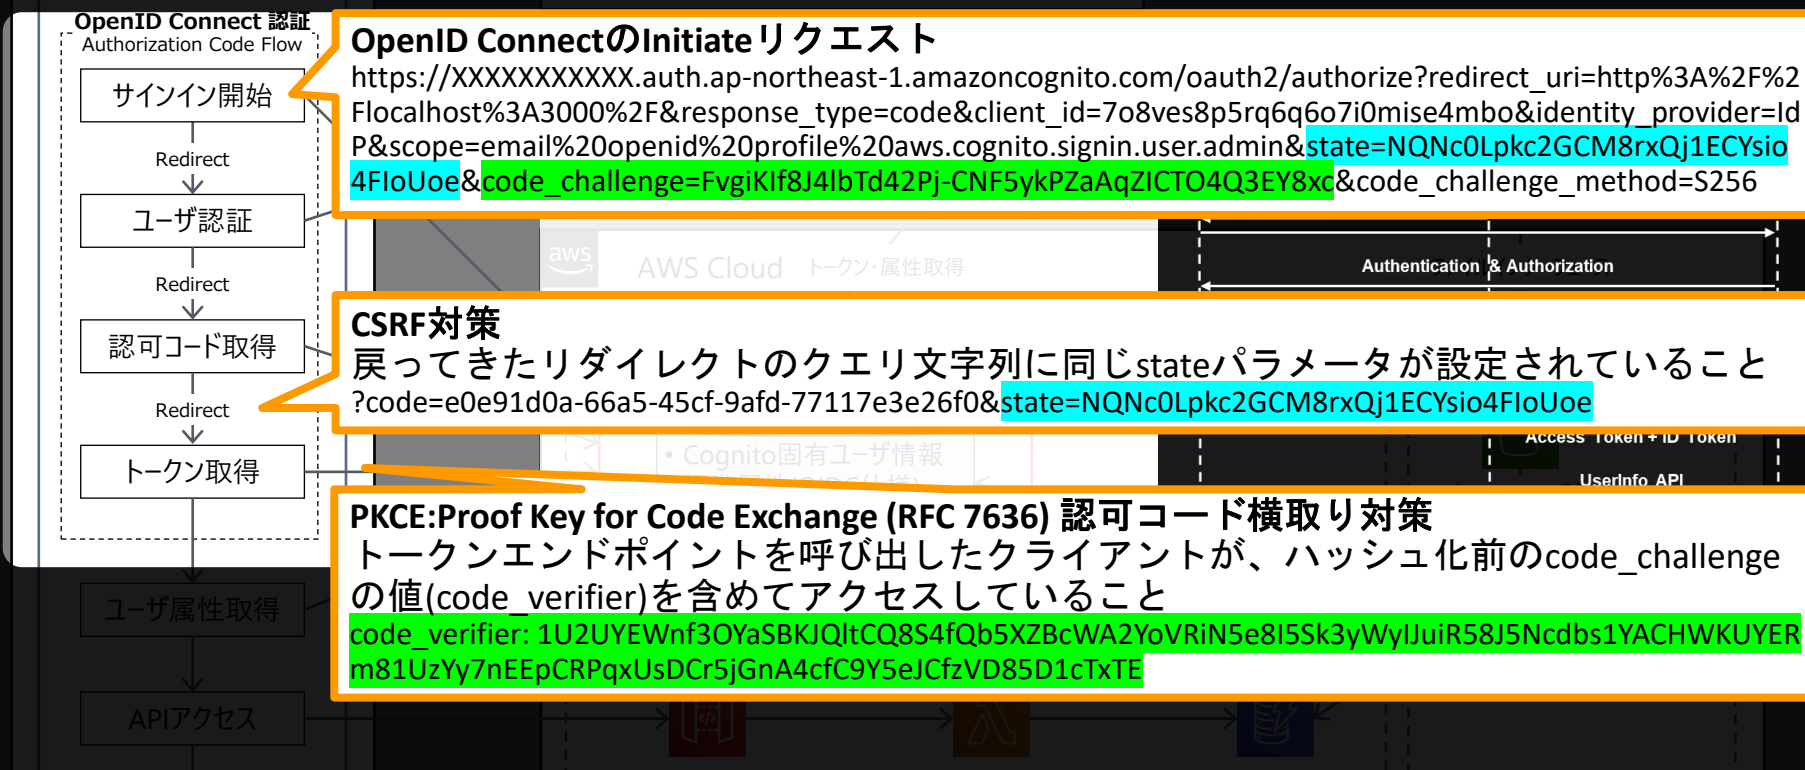 OpenID Connect 認証
Authorization Code Flow
サインイン開始
Redirect
ユーザ認証
Redirect
認可コード取得
Redirect
トークン取得
ユーザ属性取得
APIアクセス
OpenID ConnectのInitiateリクエスト
https://XXXXXXXXXXX.auth.ap-northeast-1.amazoncognito.com/oauth2/authorize?redirect_uri=http%3A%2F%2
Flocalhost%3A3000%2F&response_type=code&client_id=7o8ves8p5rq6q6o7i0mise4mbo&identity_provider=Id
P&scope=email%20openid%20profile%20aws.cognito.signin.user.admin&state=NQNc0Lpkc2GCM8rxQj1ECYsio
4FIoUoe&code_challenge=FvgiKIf8J4lbTd42Pj-CNF5ykPZaAqZICTO4Q3EY8xc&code_challenge_method=S256
aws
AWS Cloud
トークン・属性取得
Authentication & Authorization
CSRF対策
戻ってきたリダイレクトのクエリ文字列に同じstateパラメータが設定されていること
?code=e0e91d0a-66a5-45cf-9afd-77117e3e26f0&state=NQNc0Lpkc2GCM8rxQj1ECYsio4FIoUoe
• Cognito固有ユーザ情報
Access Token + ID Token
UserInfo API
PKCE:Proof Key for Code Exchange (RFC 7636) 認可コード横取り対策
トークンエンドポイントを呼び出したクライアントが、ハッシュ化前のcode_challenge
の値(code_verifier)を含めてアクセスしていること
code_verifier: 1U2UYEWnf3OYaSBKJQltCQ8S4fQb5XZBcWA2YoVRiN5e8I5Sk3yWyIJuiR58J5Ncdbs1YACHWKUYER
m81UzYy7nEEpCRPqxUsDCr5jGnA4cfC9Y5eJCfzVD85D1cTxTE